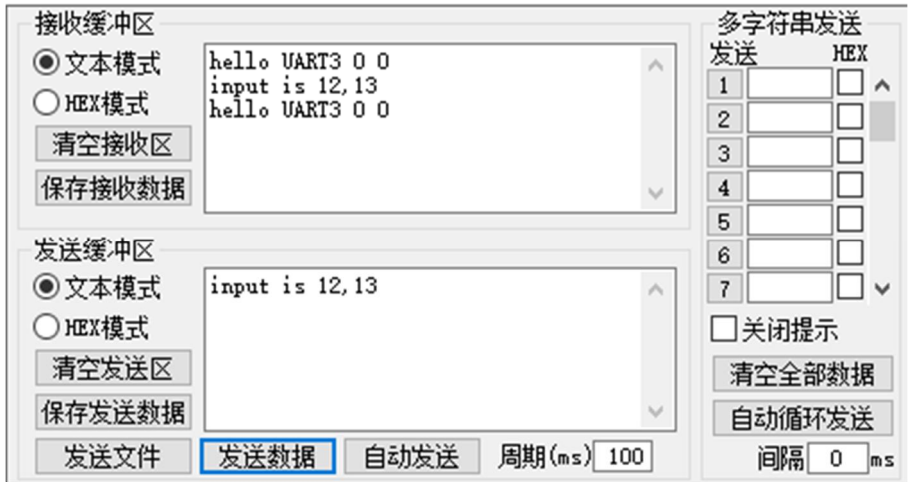 接收缓冲区
文本模式
HEX模式
清空接收区
保存接收数据
hello UART3 0 0
input is 12,13
hello UART3 0 0
发送缓冲区
文本模式
HEX模式
清空发送区
保存发送数据
input is 12,13
发送文件 发送数据 自动发送 周期(ms) 100
多字符串发送
发送 HEX
1
2
3
4
5
6
7
关闭提示
清空全部数据
自动循环发送
间隔 0 ms